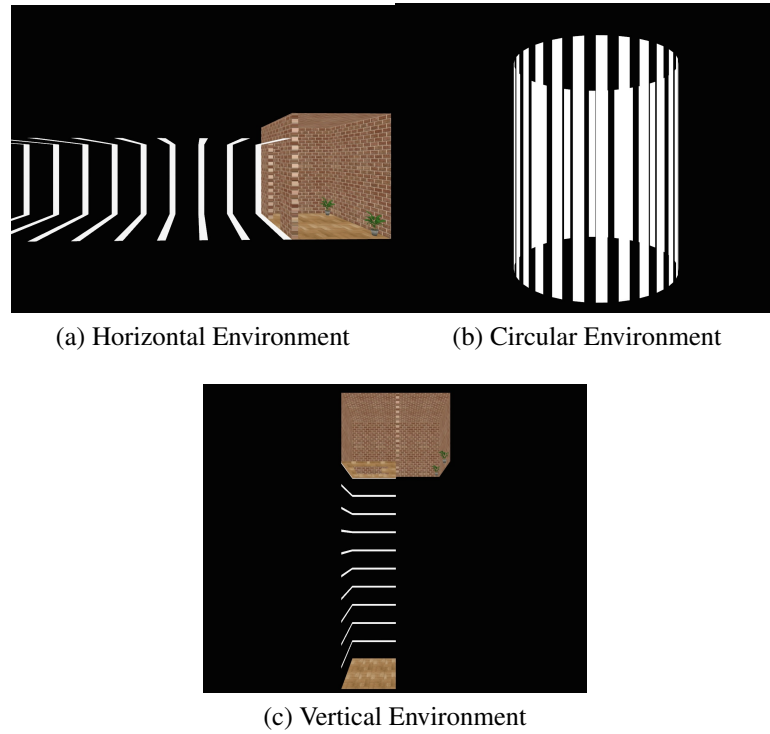 (a) Horizontal Environment
(b) Circular Environment
(c) Vertical Environment